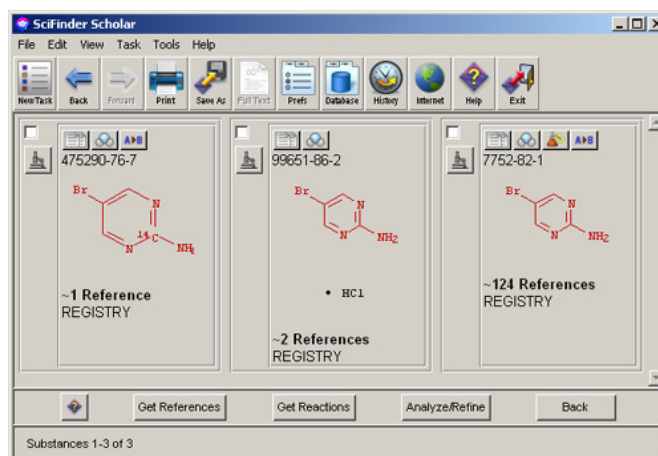 SciFinder Scholar
File Edit View Task Tools Help
New Task Back Forward Print Save As Full Text Prefs Database History Internet Help Exit
A▸B
475290-76-7
Br
N
14C
N
NH2
~1 Reference
REGISTRY
99651-86-2
Br
N
N
NH2
• HCl
~2 References
REGISTRY
A▸B
7752-82-1
Br
N
N
NH2
~124 References
REGISTRY
Get References Get Reactions Analyze/Refine Back
Substances 1-3 of 3